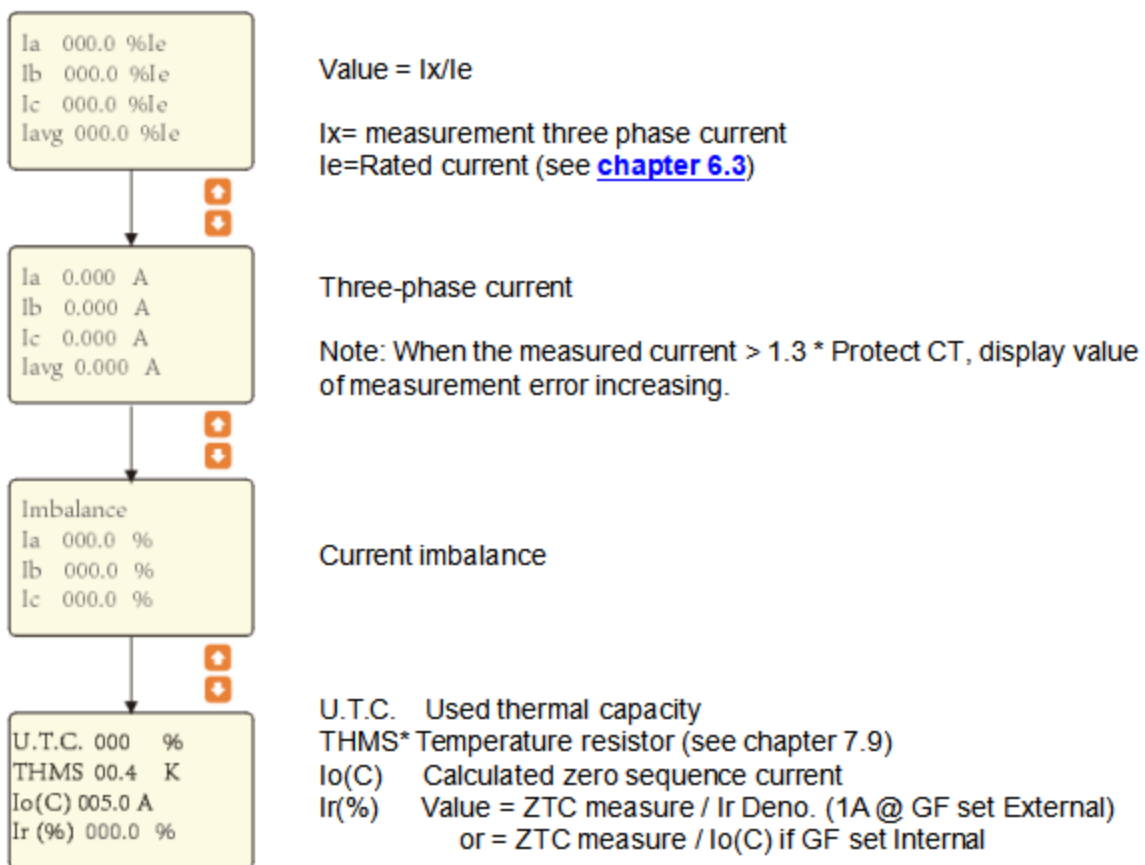 Ia 000.0 %Ie
Ib 000.0 %Ie
Ic 000.0 %Ie
Iavg 000.0 %Ie
Value = Ix/Ie
Ix= measurement three phase current
Ie=Rated current (see chapter 6.3)
Ia 0.000 A
Ib 0.000 A
Ic 0.000 A
Iavg 0.000 A
Three-phase current
Note: When the measured current > 1.3 * Protect CT, display value
of measurement error increasing.
Imbalance
Ia 000.0 %
Ib 000.0 %
Ic 000.0 %
Current imbalance
U.T.C. 000 %
THMS 00.4 K
Io(C) 005.0 A
Ir (%) 000.0 %
U.T.C. Used thermal capacity
THMS* Temperature resistor (see chapter 7.9)
Io(C) Calculated zero sequence current
Ir(%) Value = ZTC measure / Ir Deno. (1A @ GF set External)
or = ZTC measure / Io(C) if GF set Internal